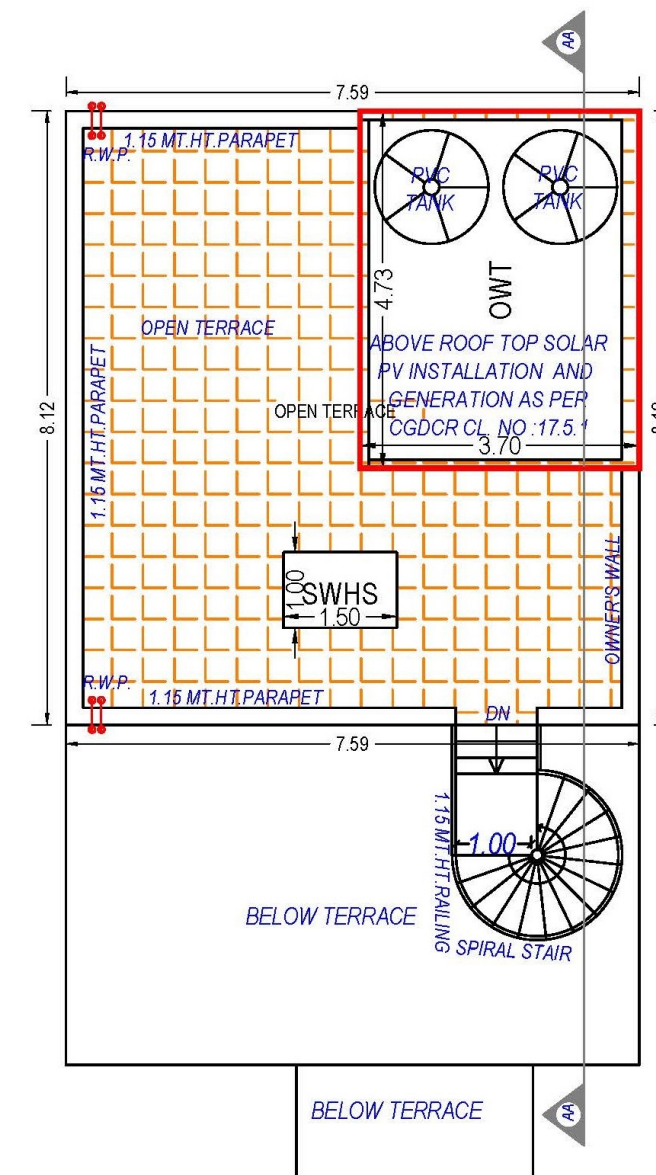 AA
7.59
1.15 MT.HT.PARAPET
R.W.P.
PVC
TANK
PVC
TANK
4.73
OWT
OPEN TERRACE
ABOVE ROOF TOP SOLAR
PV INSTALLATION AND
GENERATION AS PER
CGDCR CL. NO :17.5.1
3.70
OPEN TERRACE
1.15 MT.HT.PARAPET
8.12
1.00
SWHS
1.50
OWNER'S WALL
R.W.P.
1.15 MT.HT.PARAPET
DN
7.59
1.15 MT.HT.RAILING
1.00
BELOW TERRACE
SPIRAL STAIR
BELOW TERRACE
AA